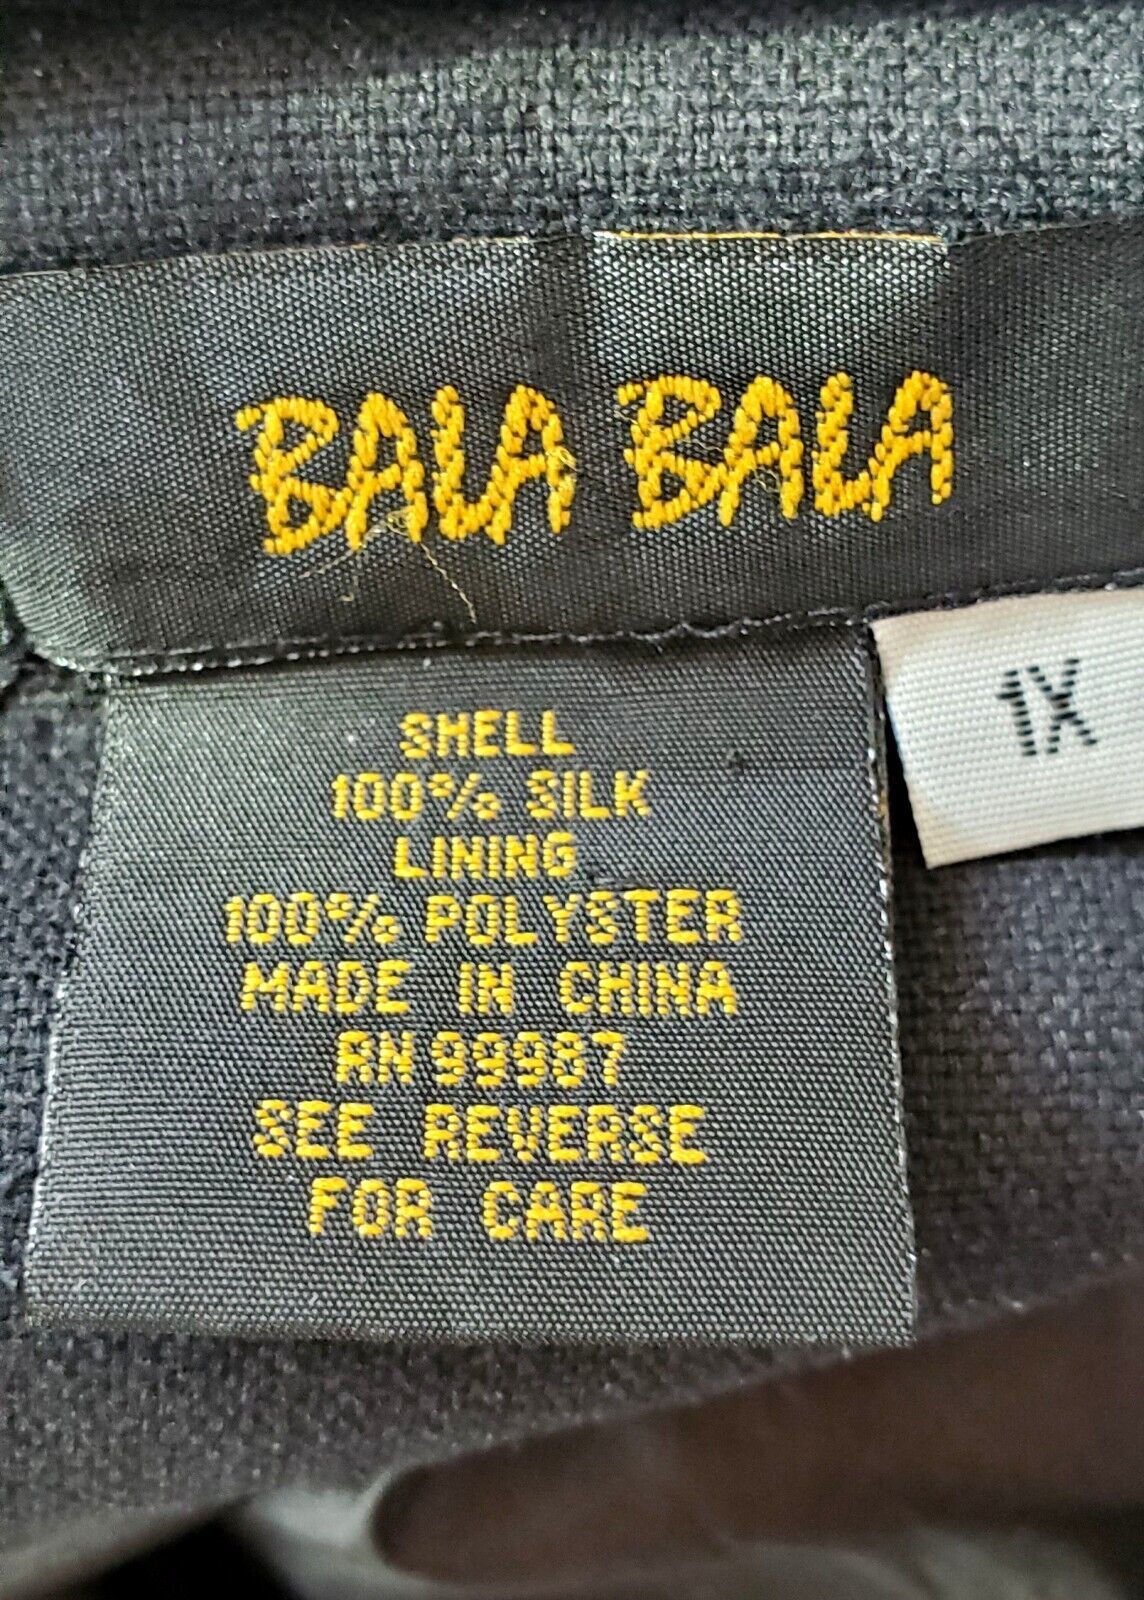 BALA BALA
1X
SHELL
100% SILK
LINING
100% POLYSTER
MADE IN CHINA
RN 99987
SEE REVERSE
FOR CARE